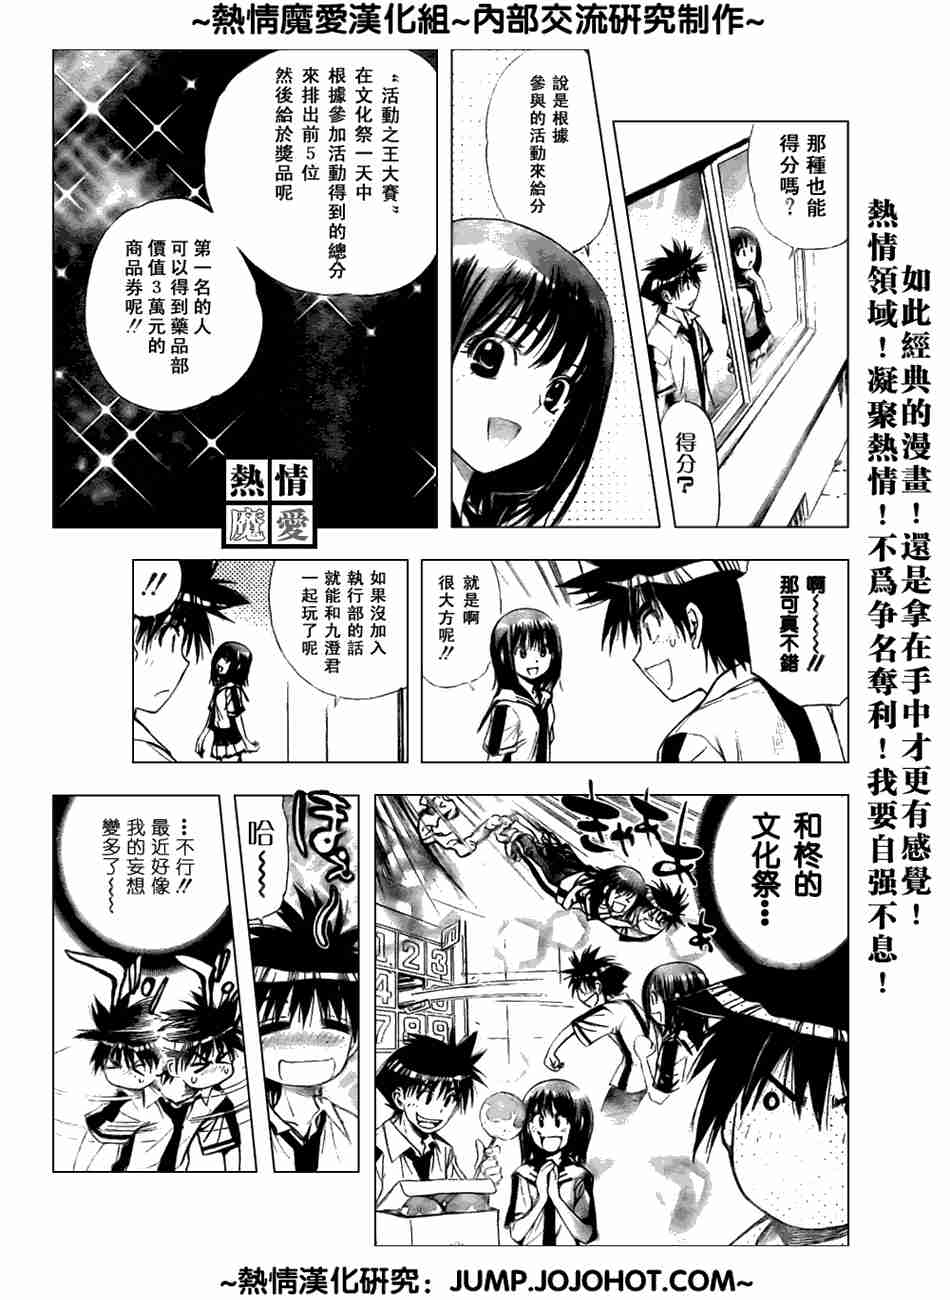 ~熱情魔愛漢化組~內部交流研究制作~
那種也能
得分嗎？
得分？
說是根據
參與的活動來給分
“活動之王大賽”
在文化祭一天中
根據參加活動得到的總分
來排出前5位
然後給於獎品呢
第一名的人
可以得到藥品部
價值3萬元的
商品券呢!!
熱情
魔愛
啊~~~~!!
那可真不錯
就是啊
很大方呢!!
如果沒加入
執行部的話
就能和九澄君
一起玩了呢
!!
和柊的
文化祭…
きゃあ
あああ
123
ほ~
哈~~
…不行!!
最近好像
我的妄想
變多了~~
如此經典的漫畫！還是拿在手中才更有感覺！
熱情領域！凝聚熱情！不爲争名奪利！我要自强不息！
~熱情漢化研究：JUMP.JOJOHOT.COM~